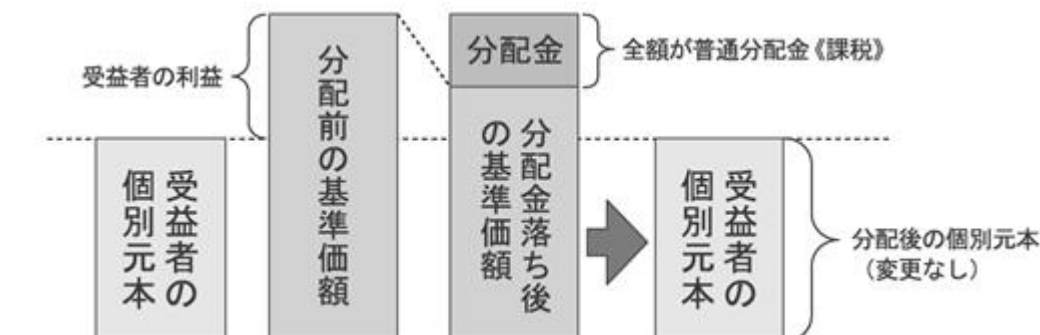 受益者の利益
受益者の
個別元本
分配前の基準価額
分配金
全額が普通分配金《課税》
分配金落ち後
の基準価額
受益者の
個別元本
分配後の個別元本
（変更なし）